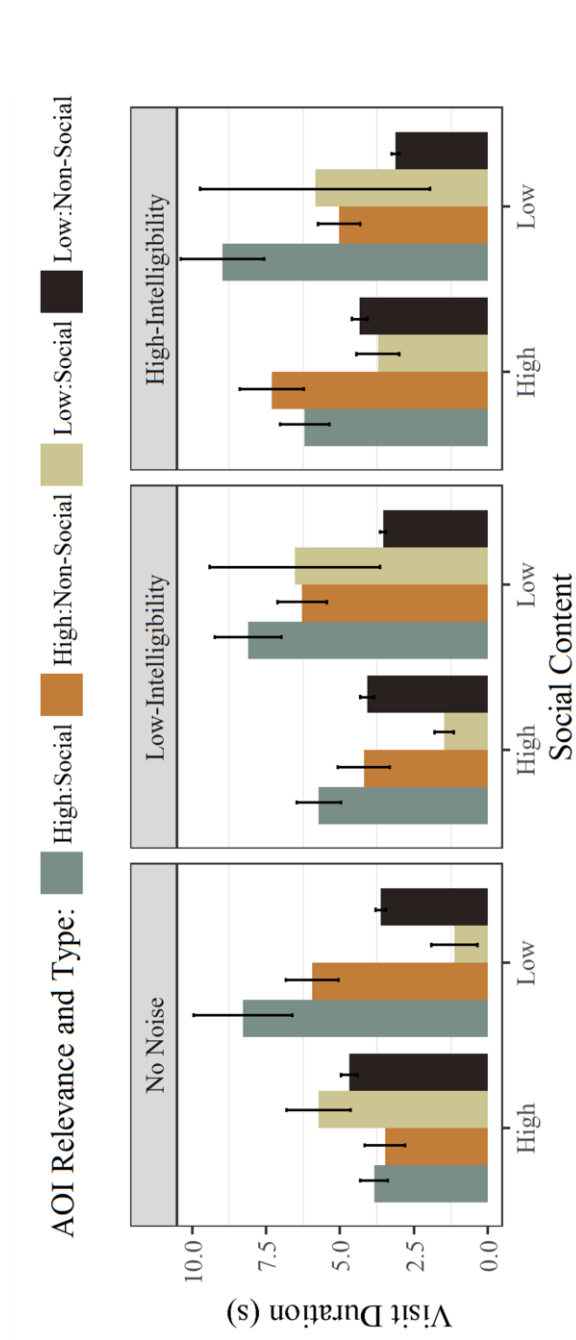 AOI Relevance and Type: High:Social High:Non-Social Low:Social Low:Non-Social
No Noise Low-Intelligibility High-Intelligibility
10.0
7.5
5.0
2.5
0.0
Visit Duration (s)
High Low High Low High Low
Social Content